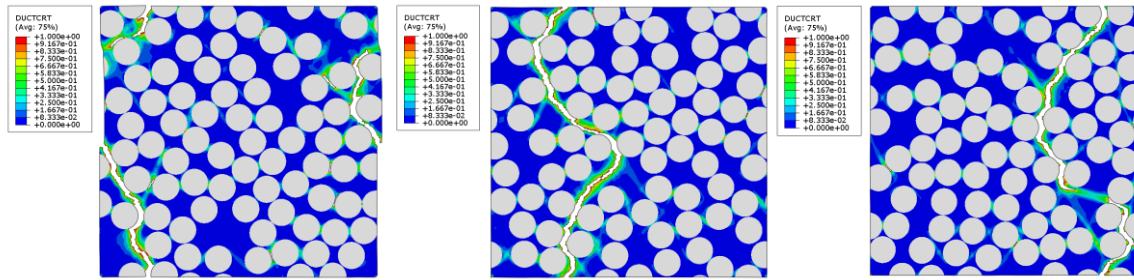 DUCTCRT
(Avg: 75%)
+1.000e+00
+9.167e-01
+8.333e-01
+7.500e-01
+6.667e-01
+5.833e-01
+5.000e-01
+4.167e-01
+3.333e-01
+2.500e-01
+1.667e-01
+8.333e-02
+0.000e+00
DUCTCRT
(Avg: 75%)
+1.000e+00
+9.167e-01
+8.333e-01
+7.500e-01
+6.667e-01
+5.833e-01
+5.000e-01
+4.167e-01
+3.333e-01
+2.500e-01
+1.667e-01
+8.333e-02
+0.000e+00
DUCTCRT
(Avg: 75%)
+1.000e+00
+9.167e-01
+8.333e-01
+7.500e-01
+6.667e-01
+5.833e-01
+5.000e-01
+4.167e-01
+3.333e-01
+2.500e-01
+1.667e-01
+8.333e-02
+0.000e+00